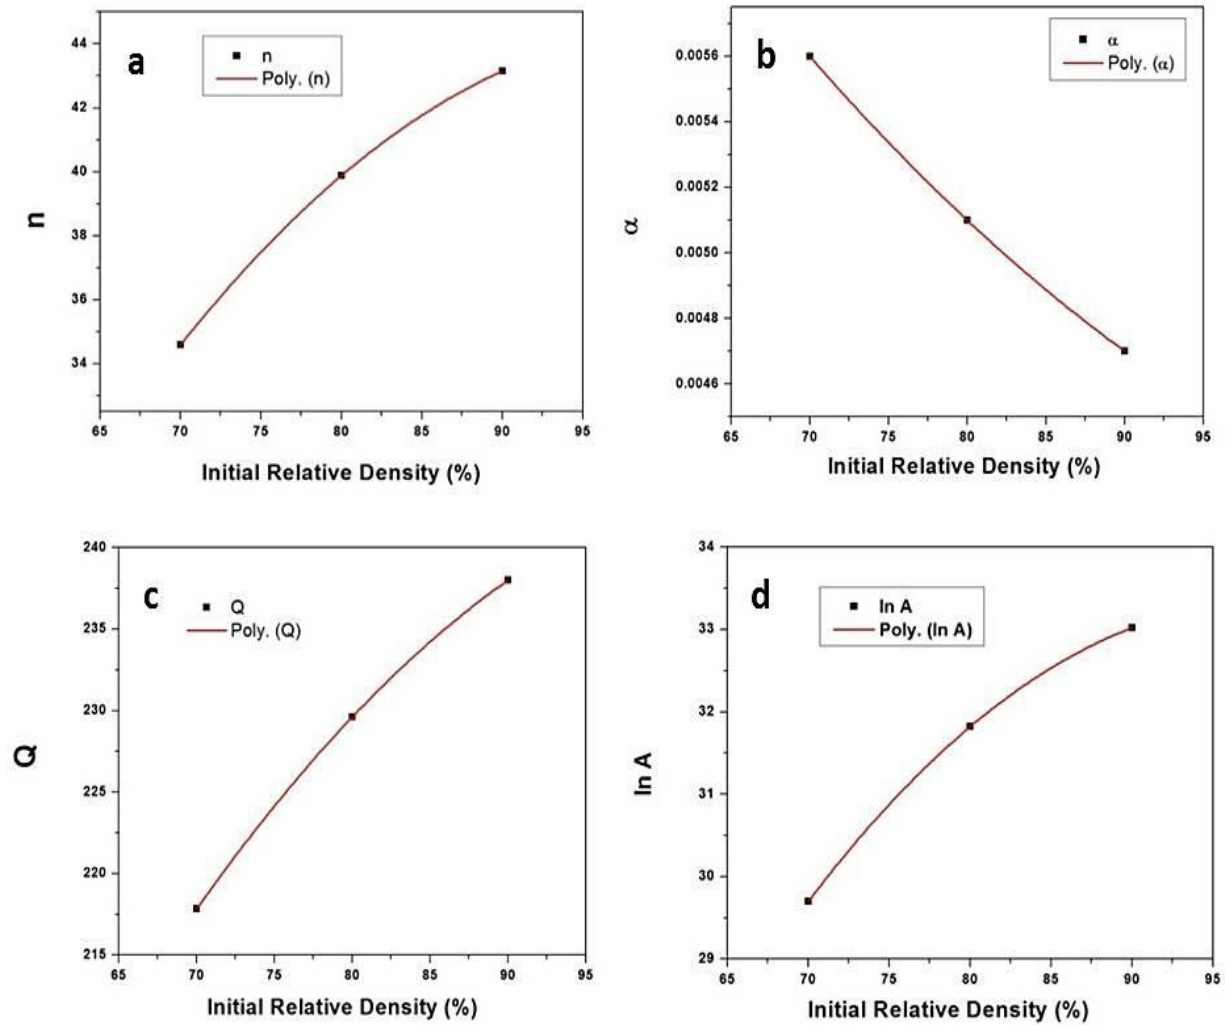 a
n
Poly. (n)
44
42
40
38
36
34
n
65 70 75 80 85 90 95
Initial Relative Density (%)
b
α
Poly. (α)
0.0056
0.0054
0.0052
0.0050
0.0048
0.0046
α
65 70 75 80 85 90 95
Initial Relative Density (%)
c
Q
Poly. (Q)
240
235
230
225
220
215
Q
65 70 75 80 85 90 95
Initial Relative Density (%)
d
ln A
Poly. (ln A)
34
33
32
31
30
29
ln A
65 70 75 80 85 90 95
Initial Relative Density (%)